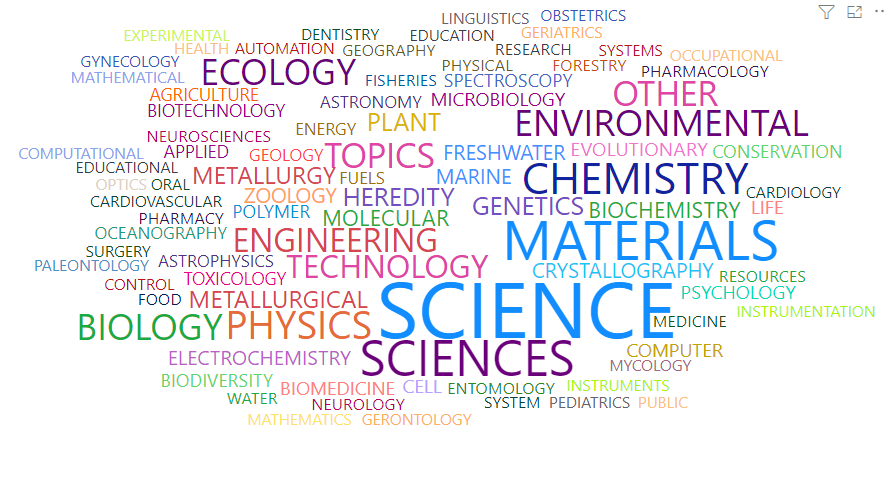 LINGUISTICS OBSTETRICS
EXPERIMENTAL DENTISTRY EDUCATION GERIATRICS
HEALTH AUTOMATION GEOGRAPHY RESEARCH SYSTEMS OCCUPATIONAL
GYNECOLOGY ECOLOGY PHYSICAL FORESTRY PHARMACOLOGY
MATHEMATICAL FISHERIES SPECTROSCOPY
AGRICULTURE ASTRONOMY MICROBIOLOGY OTHER
BIOTECHNOLOGY ENERGY PLANT ENVIRONMENTAL
NEUROSCIENCES
COMPUTATIONAL APPLIED GEOLOGY TOPICS FRESHWATER EVOLUTIONARY CONSERVATION
EDUCATIONAL METALLURGY FUELS MARINE CHEMISTRY
OPTICS ORAL ZOOLOGY HEREDITY CARDIOLOGY
CARDIOVASCULAR POLYMER GENETICS BIOCHEMISTRY LIFE
PHARMACY MOLECULAR
OCEANOGRAPHY ENGINEERING MATERIALS
SURGERY
PALEONTOLOGY ASTROPHYSICS TECHNOLOGY CRYSTALLOGRAPHY RESOURCES
CONTROL TOXICOLOGY PSYCHOLOGY
FOOD METALLURGICAL SCIENCE INSTRUMENTATION
BIOLOGY PHYSICS MEDICINE
ELECTROCHEMISTRY SCIENCES COMPUTER
MYCOLOGY
BIODIVERSITY BIOMEDICINE CELL ENTOMOLOGY INSTRUMENTS
WATER NEUROLOGY SYSTEM PEDIATRICS PUBLIC
MATHEMATICS GERONTOLOGY